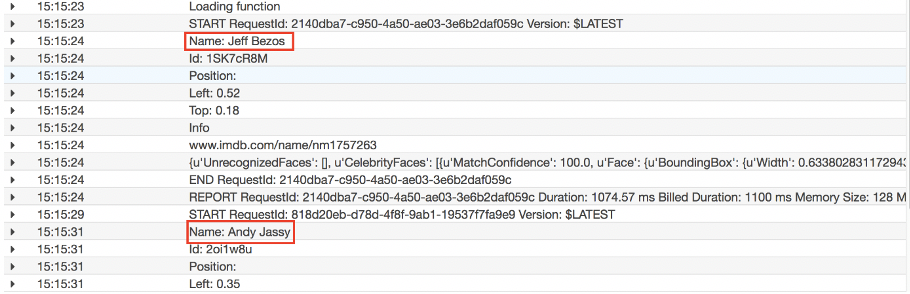 15:15:23 Loading function
15:15:23 START RequestId: 2140dba7-c950-4a50-ae03-3e6b2daf059c Version: $LATEST
15:15:24 Name: Jeff Bezos
15:15:24 Id: 1SK7cR8M
15:15:24 Position:
15:15:24 Left: 0.52
15:15:24 Top: 0.18
15:15:24 Info
15:15:24 www.imdb.com/name/nm1757263
15:15:24 {u'UnrecognizedFaces': [], u'CelebrityFaces': [{u'MatchConfidence': 100.0, u'Face': {u'BoundingBox': {u'Width': 0.633802831172943
15:15:24 END RequestId: 2140dba7-c950-4a50-ae03-3e6b2daf059c
15:15:24 REPORT RequestId: 2140dba7-c950-4a50-ae03-3e6b2daf059c Duration: 1074.57 ms Billed Duration: 1100 ms Memory Size: 128 M
15:15:29 START RequestId: 818d20eb-d78d-4f8f-9ab1-19537f7fa9e9 Version: $LATEST
15:15:31 Name: Andy Jassy
15:15:31 Id: 2oi1w8u
15:15:31 Position:
15:15:31 Left: 0.35